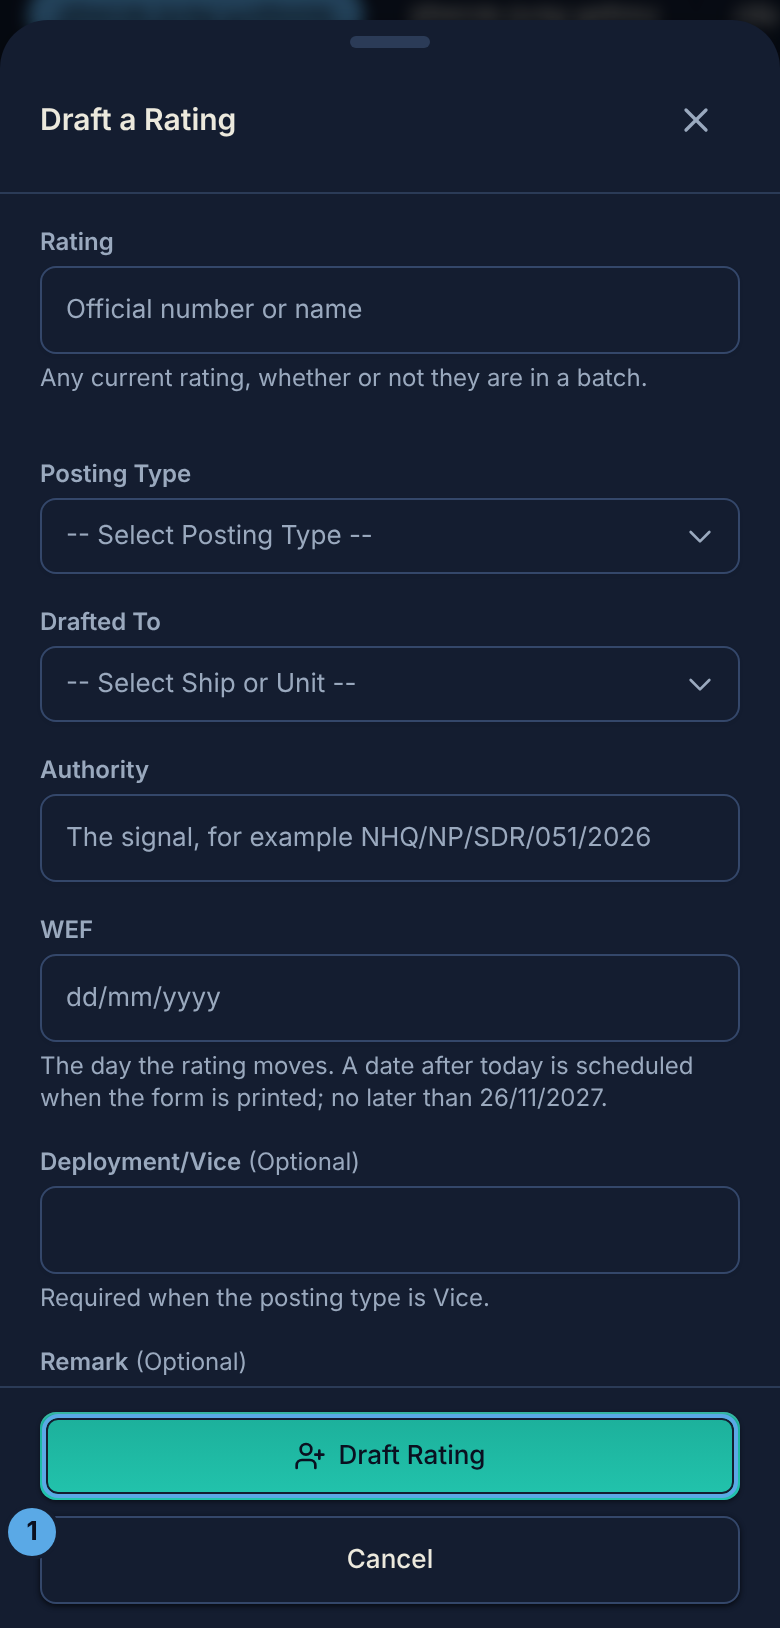 Draft a Rating
Rating
Official number or name
Any current rating, whether or not they are in a batch.
Posting Type
-- Select Posting Type --
Drafted To
-- Select Ship or Unit --
Authority
The signal, for example NHQ/NP/SDR/051/2026
WEF
dd/mm/yyyy
The day the rating moves. A date after today is scheduled
when the form is printed; no later than 26/11/2027.
Deployment/Vice (Optional)
Required when the posting type is Vice.
Remark (Optional)
Draft Rating
1
Cancel